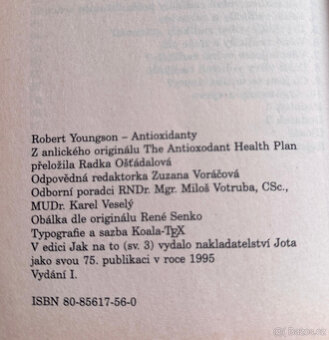 Robert Youngson – Antioxidanty
Z anlického originálu The Antioxodant Health Plan
přeložila Radka Ošťádalová
Odpovědná redaktorka Zuzana Voráčová
Odborní poradci RNDr. Mgr. Miloš Votruba, CSc.,
MUDr. Karel Veselý
Obálka dle originálu René Senko
Typografie a sazba Koala-TEX
V edici Jak na to (sv. 3) vydalo nakladatelství Jota
jako svou 75. publikaci v roce 1995
Vydání I.
ISBN 80-85617-56-0